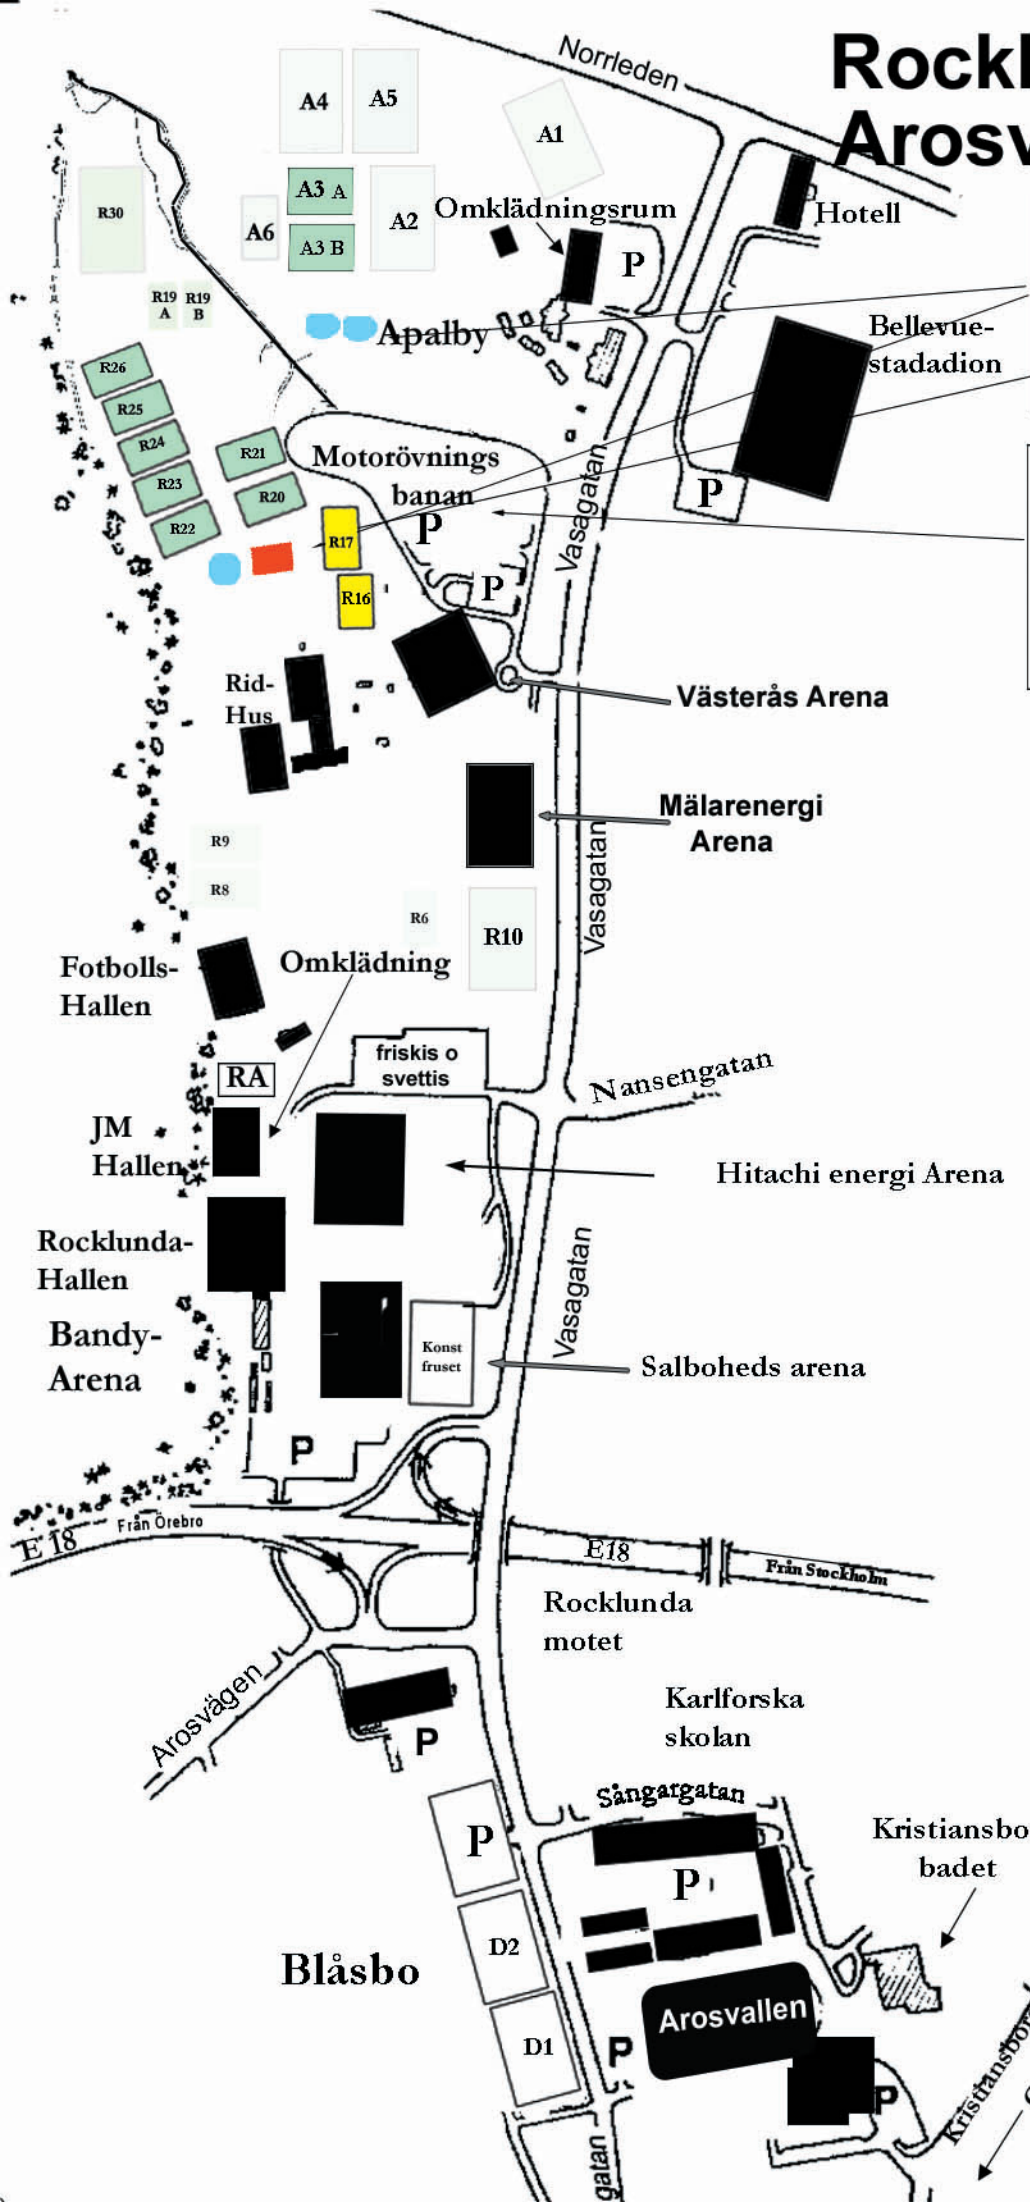 Norrleden
Rockl
Arosv
A4
A5
A1
R30
A3 A
A6
A3 B
A2
Omklädningsrum
Hotell
P
R19
A
R19
B
Apalby
Bellevue-
stadadion
R26
R25
R24
R23
R22
R21
R20
Motorövnings
banan
P
Vasagatan
P
R17
R16
P
Rid-
Hus
Västerås Arena
Mälarenergi
Arena
Vasagatan
R9
R8
R6
R10
Fotbolls-
Hallen
Omklädning
friskis o
svettis
RA
Nansengatan
JM
Hallen
Hitachi energi Arena
Rocklunda-
Hallen
Vasagatan
Bandy-
Arena
Konst
fruset
Salboheds arena
P
E 18
Från Örebro
E18
Från Stockholm
Rocklunda
motet
Arosvägen
Karlforska
skolan
P
Sångargatan
P
Kristiansbo
badet
P
D2
Blåsbo
Arosvallen
D1
P
P
Kristiansbor
gatan